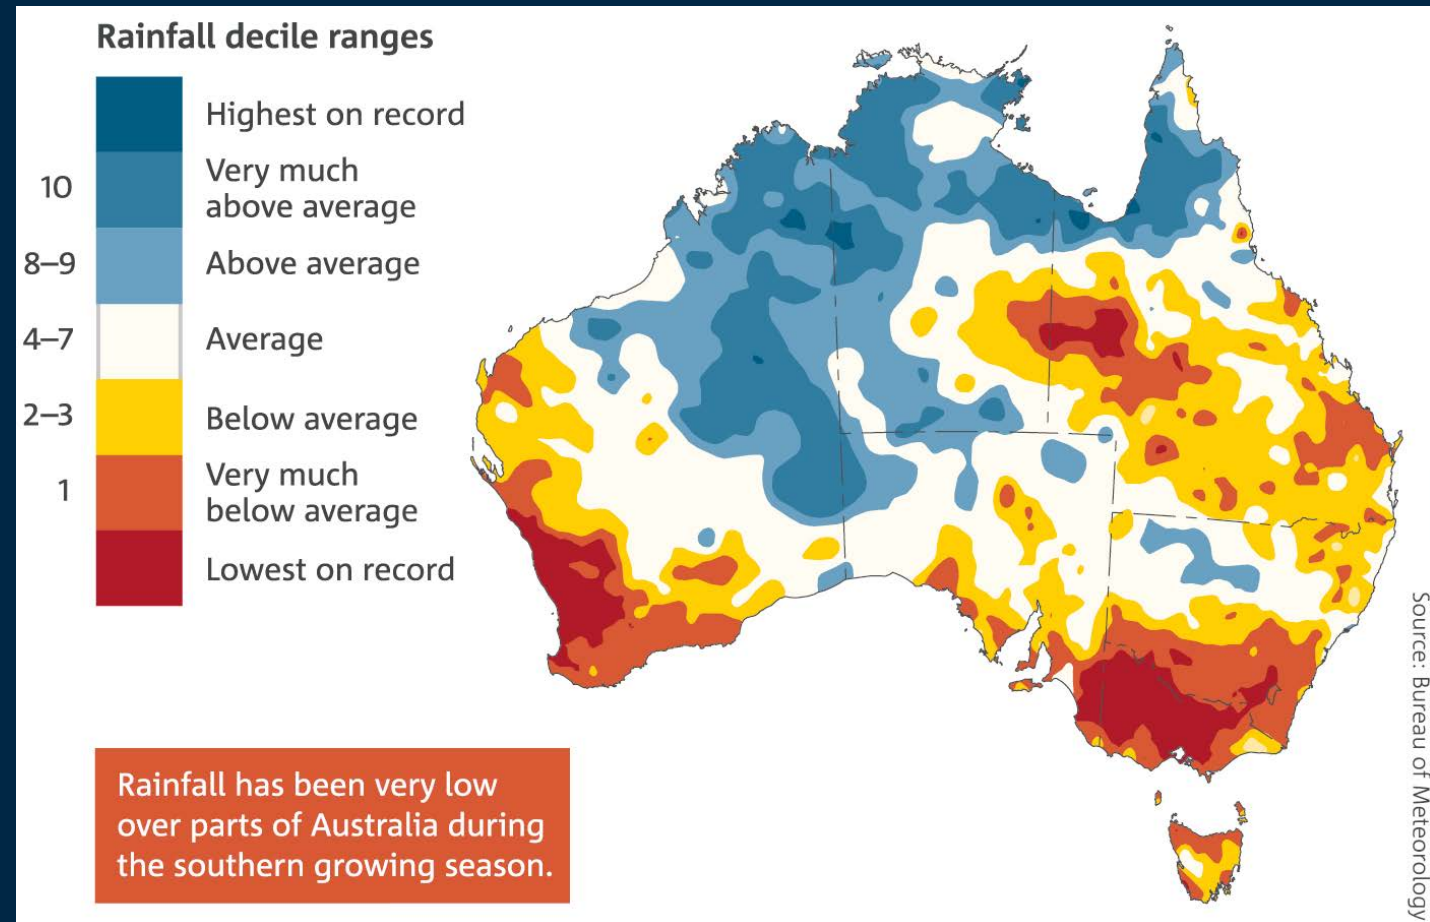 Rainfall decile ranges
Highest on record
10
Very much
above average
8–9
Above average
4–7
Average
2–3
Below average
1
Very much
below average
Lowest on record
Rainfall has been very low
over parts of Australia during
the southern growing season.
Source: Bureau of Meteorology